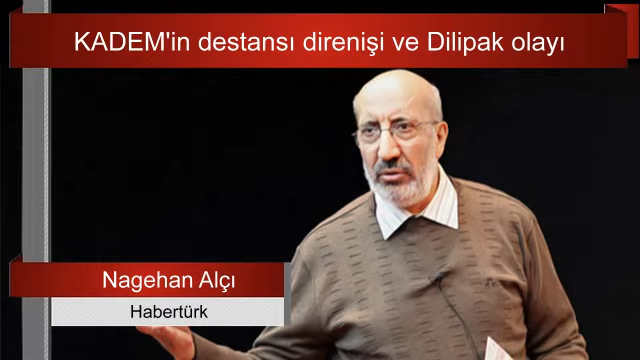 KADEM'in destansı direnişi ve Dilipak olayı
Nagehan Alçı
Habertürk